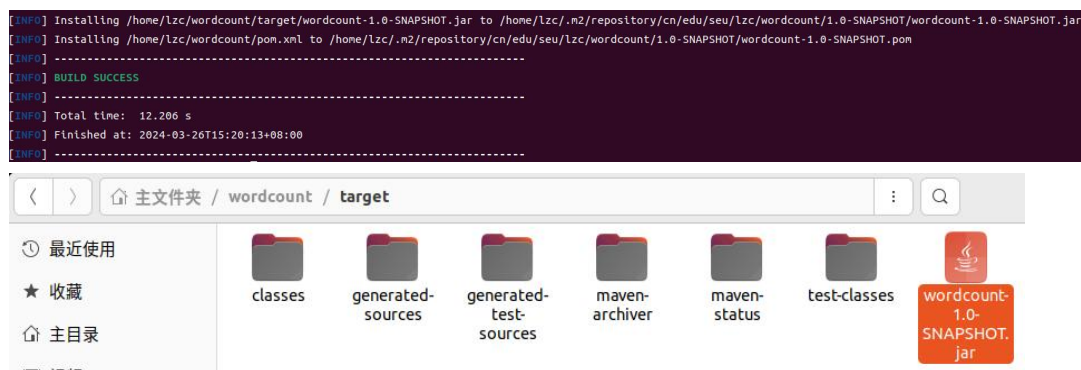 [INFO] Installing /home/lzc/wordcount/target/wordcount-1.0-SNAPSHOT.jar to /home/lzc/.m2/repository/cn/edu/seu/lzc/wordcount/1.0-SNAPSHOT/wordcount-1.0-SNAPSHOT.jar
[INFO] Installing /home/lzc/wordcount/pom.xml to /home/lzc/.m2/repository/cn/edu/seu/lzc/wordcount/1.0-SNAPSHOT/wordcount-1.0-SNAPSHOT.pom
[INFO] ------------------------------------------------------------------------
[INFO] BUILD SUCCESS
[INFO] ------------------------------------------------------------------------
[INFO] Total time:  12.206 s
[INFO] Finished at: 2024-03-26T15:20:13+08:00
[INFO] ------------------------------------------------------------------------
主文件夹 / wordcount / target
最近使用
收藏
主目录
classes
generated-
sources
generated-
test-
sources
maven-
archiver
maven-
status
test-classes
wordcount-
1.0-
SNAPSHOT.
jar